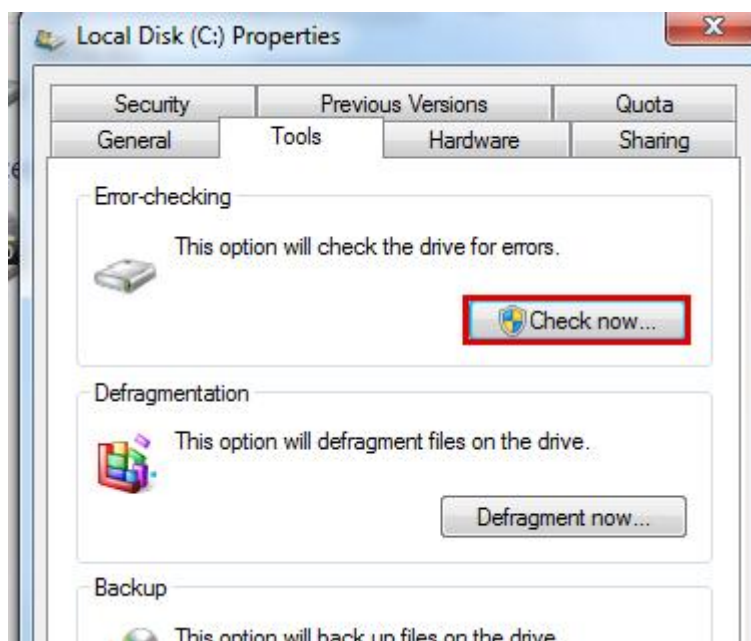 Local Disk (C:) Properties
x
Security Previous Versions Quota
General Tools Hardware Sharing
Error-checking
This option will check the drive for errors.
Check now...
Defragmentation
This option will defragment files on the drive.
Defragment now...
Backup
This option will back up files on the drive.